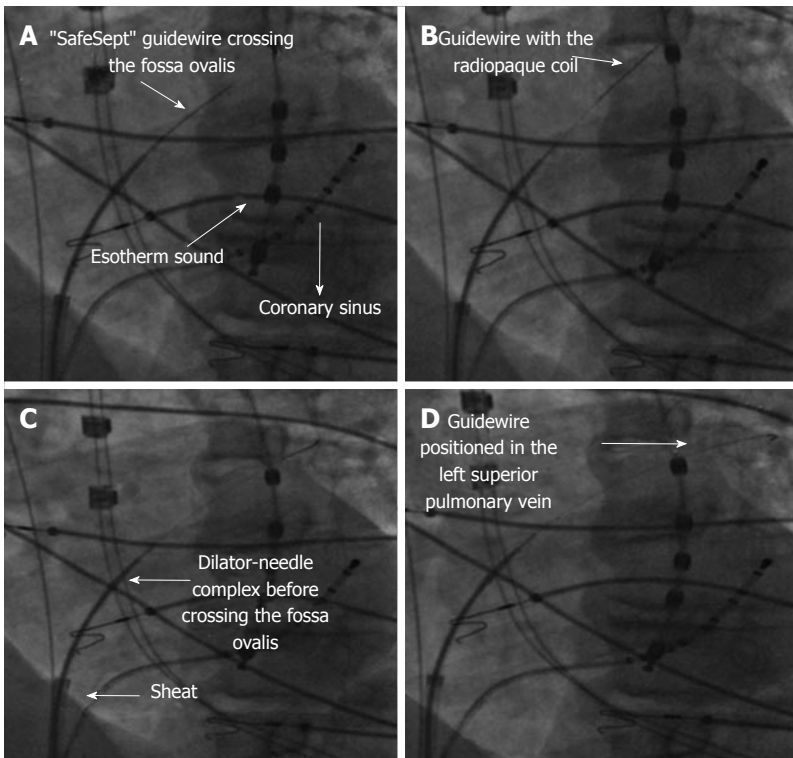 A "SafeSept" guidewire crossing
the fossa ovalis
Esotherm sound
Coronary sinus
B Guidewire with the
radiopaque coil
C
Dilator-needle
complex before
crossing the fossa
ovalis
Sheat
D Guidewire
positioned in the
left superior
pulmonary vein